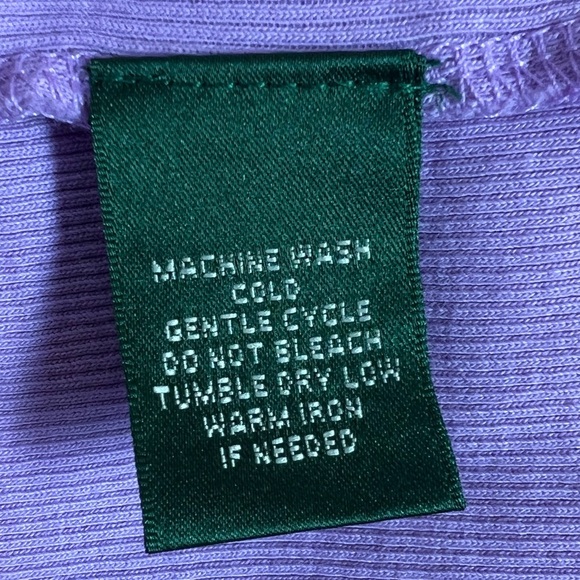 MACHINE WASH
COLD
GENTLE CYCLE
DO NOT BLEACH
TUMBLE DRY LOW
WARM IRON
IF NEEDED